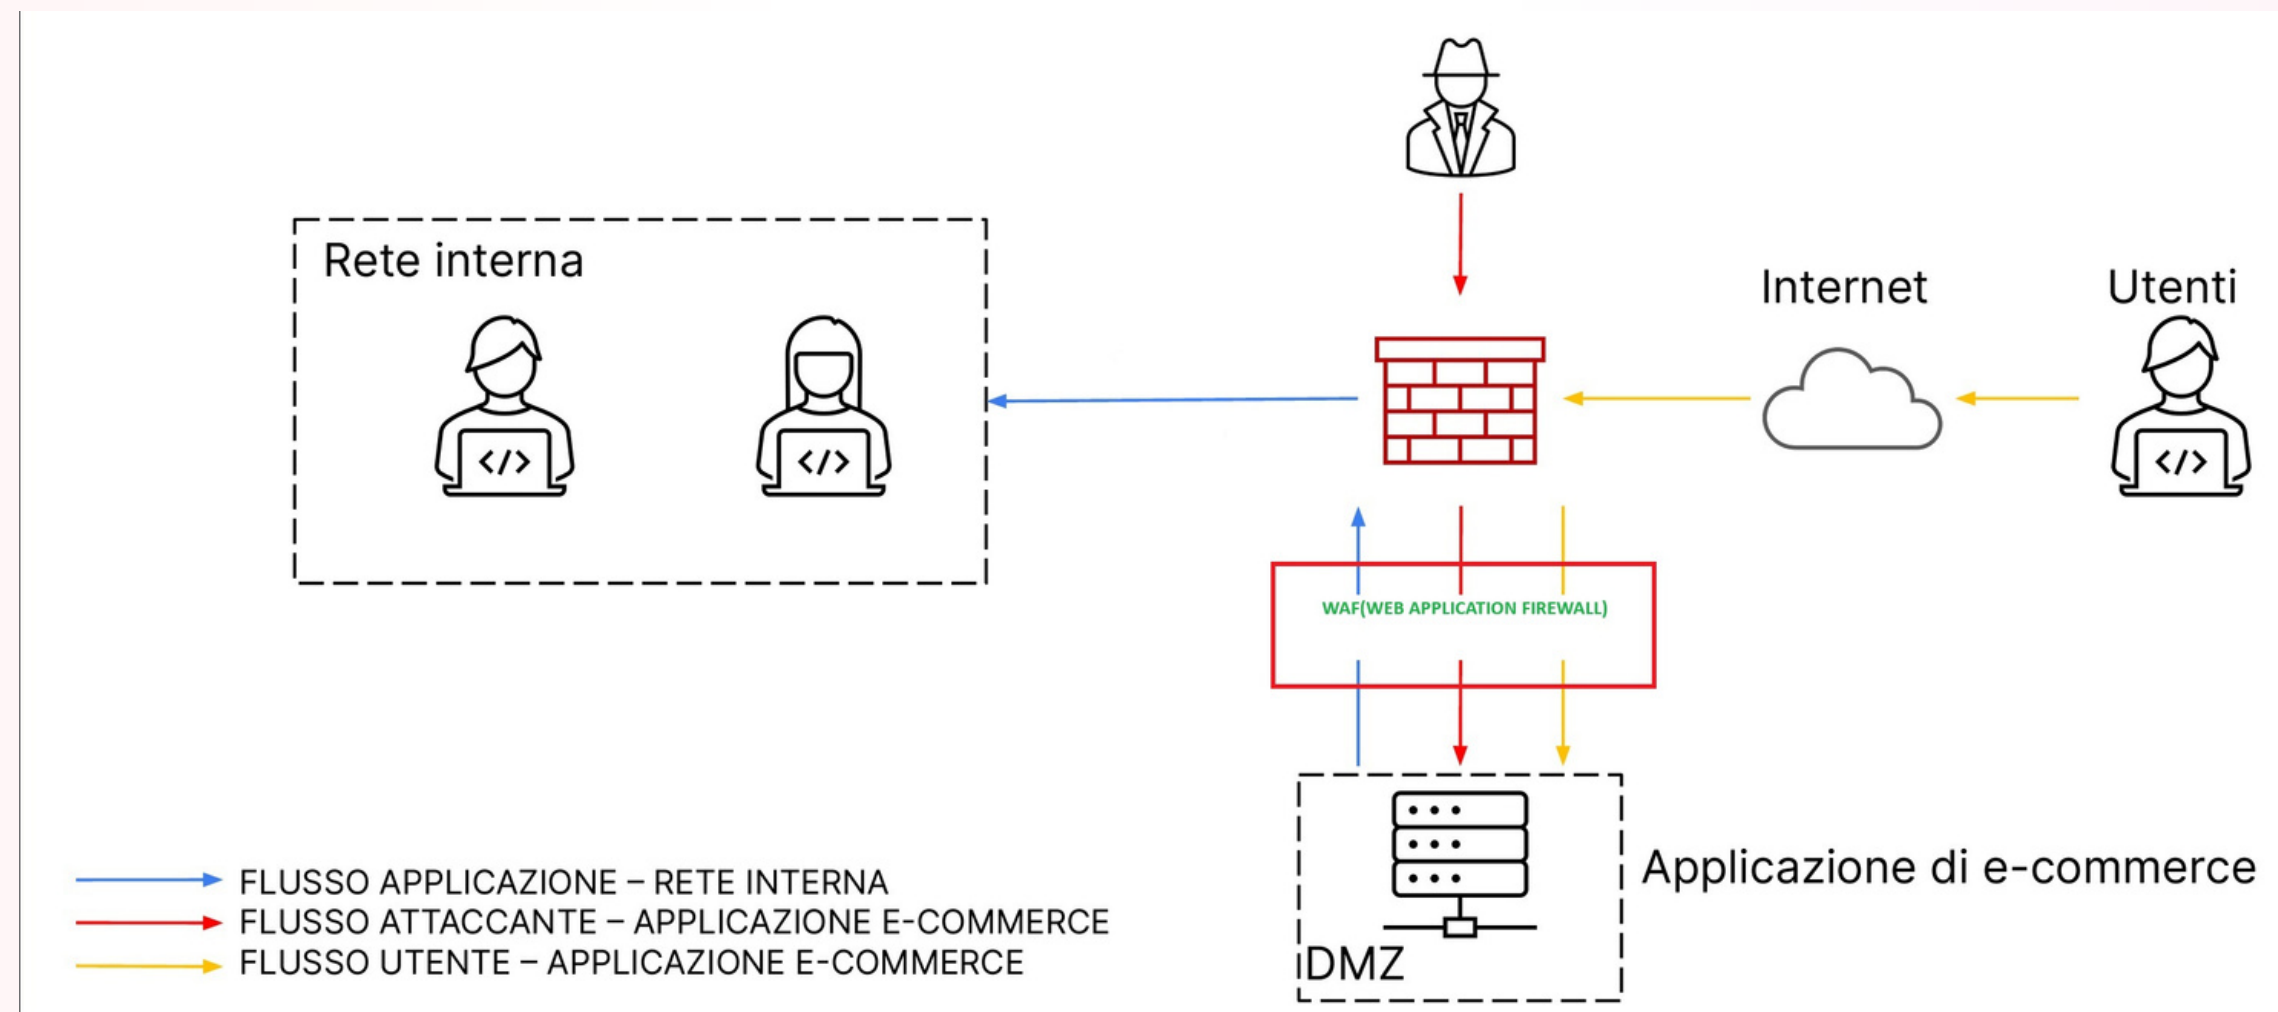 Rete interna
Internet
Utenti
</>
</>
</>
WAF(WEB APPLICATION FIREWALL)
Applicazione di e-commerce
DMZ
FLUSSO APPLICAZIONE – RETE INTERNA
FLUSSO ATTACCANTE – APPLICAZIONE E-COMMERCE
FLUSSO UTENTE – APPLICAZIONE E-COMMERCE